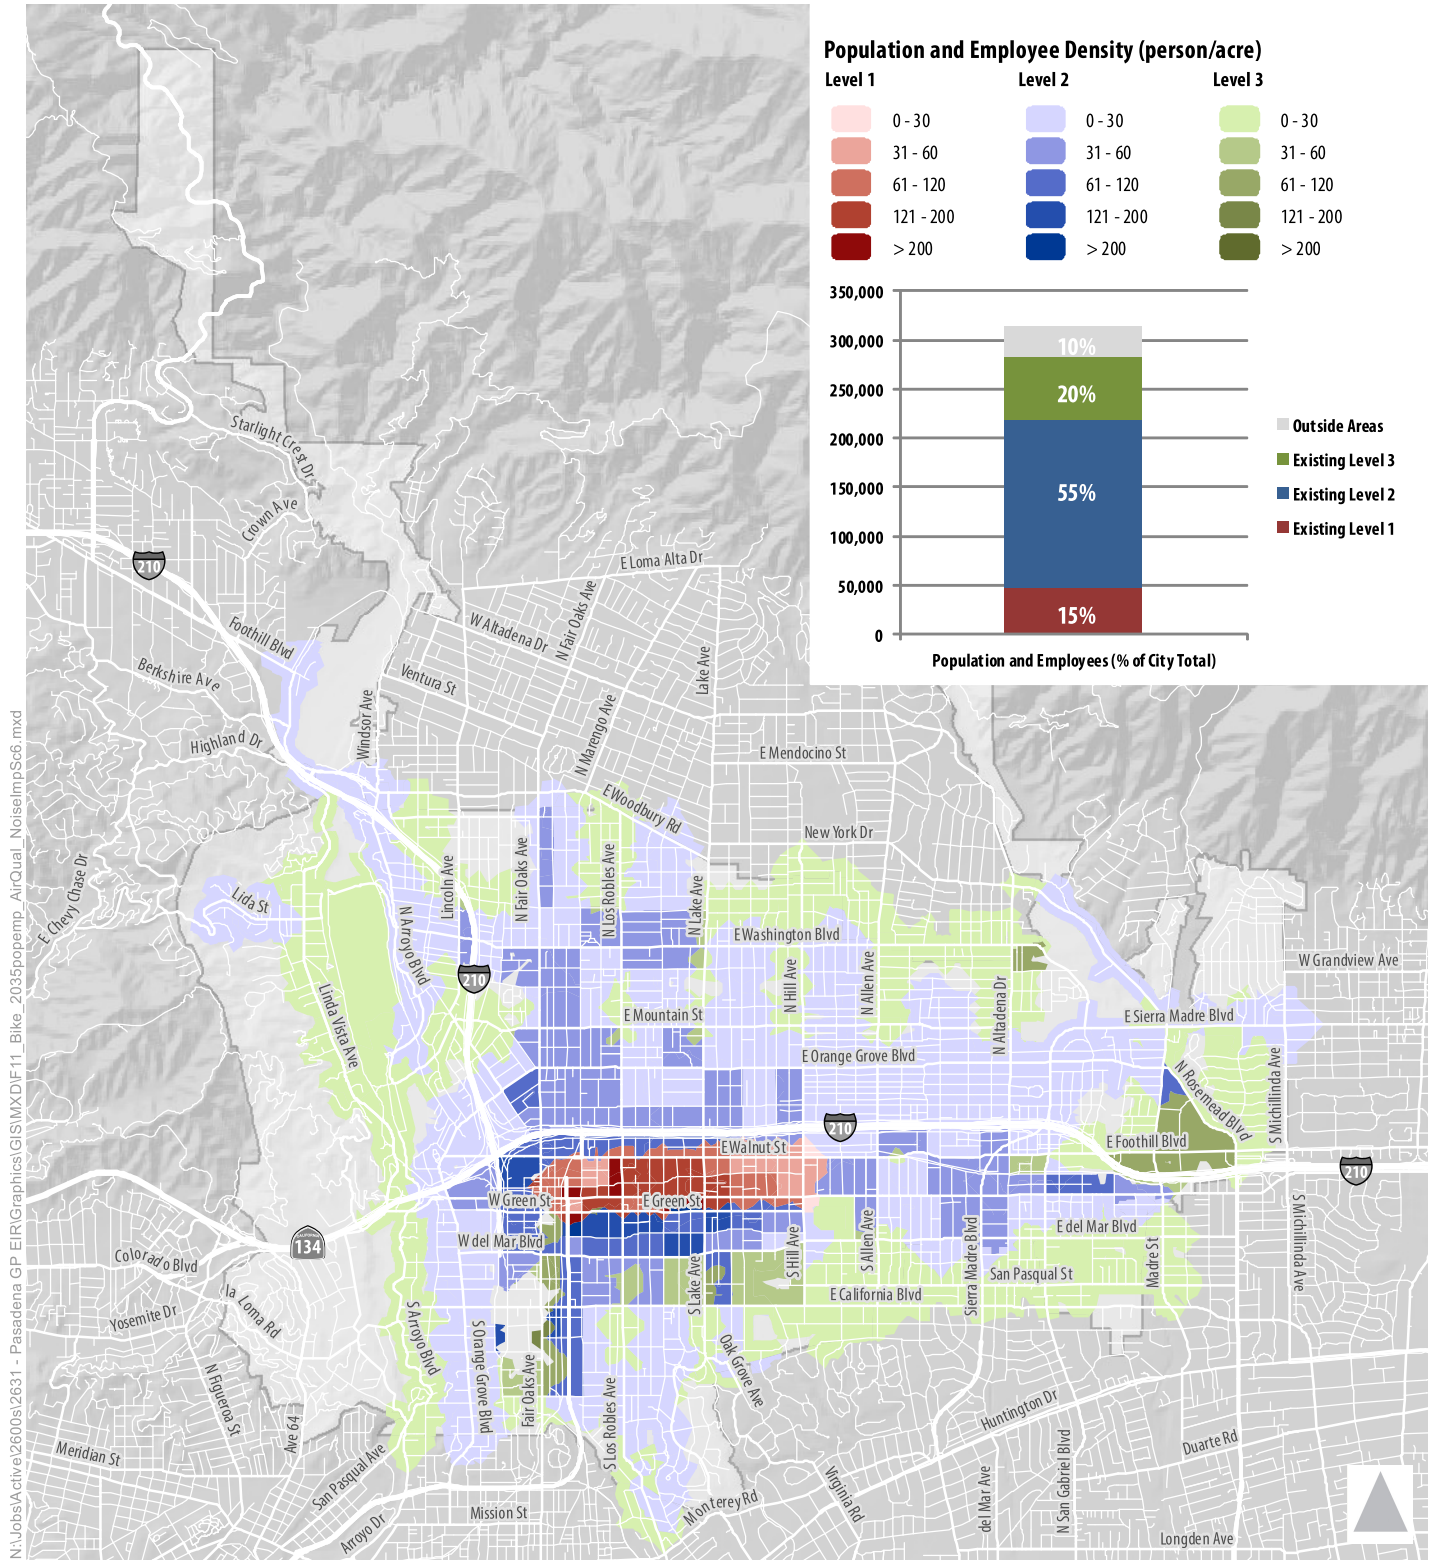 Population and Employee Density (person/acre)
Level 1
Level 2
Level 3
0 - 30
0 - 30
0 - 30
31 - 60
31 - 60
31 - 60
61 - 120
61 - 120
61 - 120
121 - 200
121 - 200
121 - 200
> 200
> 200
> 200
350,000
300,000
250,000
200,000
150,000
100,000
50,000
0
10%
20%
55%
15%
Outside Areas
Existing Level 3
Existing Level 2
Existing Level 1
Population and Employees (% of City Total)
Starlight Crest Dr
Crown Ave
210
E Loma Alta Dr
N Fair Oaks Ave
W Altadena Dr
Foothill Blvd
Berkshire Ave
Ventura St
Lake Ave
Windsor Ave
N Marengo Ave
Highland Dr
E Mendocino St
E Woodbury Rd
New York Dr
E Chevy Chase Dr
Lida St
Lincoln Ave
N Fair Oaks Ave
N Los Robles Ave
N Lake Ave
N Arroyo Blvd
E Washington Blvd
W Grandview Ave
210
N Hill Ave
N Allen Ave
N Altadena Dr
Linda Vista Ave
E Mountain St
E Sierra Madre Blvd
E Orange Grove Blvd
N Rosemead Blvd
S Michillinda Ave
210
E Walnut St
E Foothill Blvd
210
W Green St
E Green St
W del Mar Blvd
E del Mar Blvd
134
Colorado Blvd
la Loma Rd
Yosemite Dr
S Arroyo Blvd
S Orange Grove Blvd
Fair Oaks Ave
S Lake Ave
S Hill Ave
S Allen Ave
Sierra Madre Blvd
San Pasqual St
Madre St
S Michillinda Ave
E California Blvd
Oak Grove Ave
N Figueroa St
Ave 64
S Los Robles Ave
Huntington Dr
Meridian St
San Pasqual Ave
Arroyo Dr
Mission St
Monterey Rd
Virginia Rd
del Mar Ave
N San Gabriel Blvd
Duarte Rd
Longden Ave
CALIFORNIA
N:\Jobs\Active\2600s\2631 - Pasadena GP EIR\Graphics\GIS\MXD\F11_Bike_2035popemp_AirQual_NoiseImpSc6.mxd